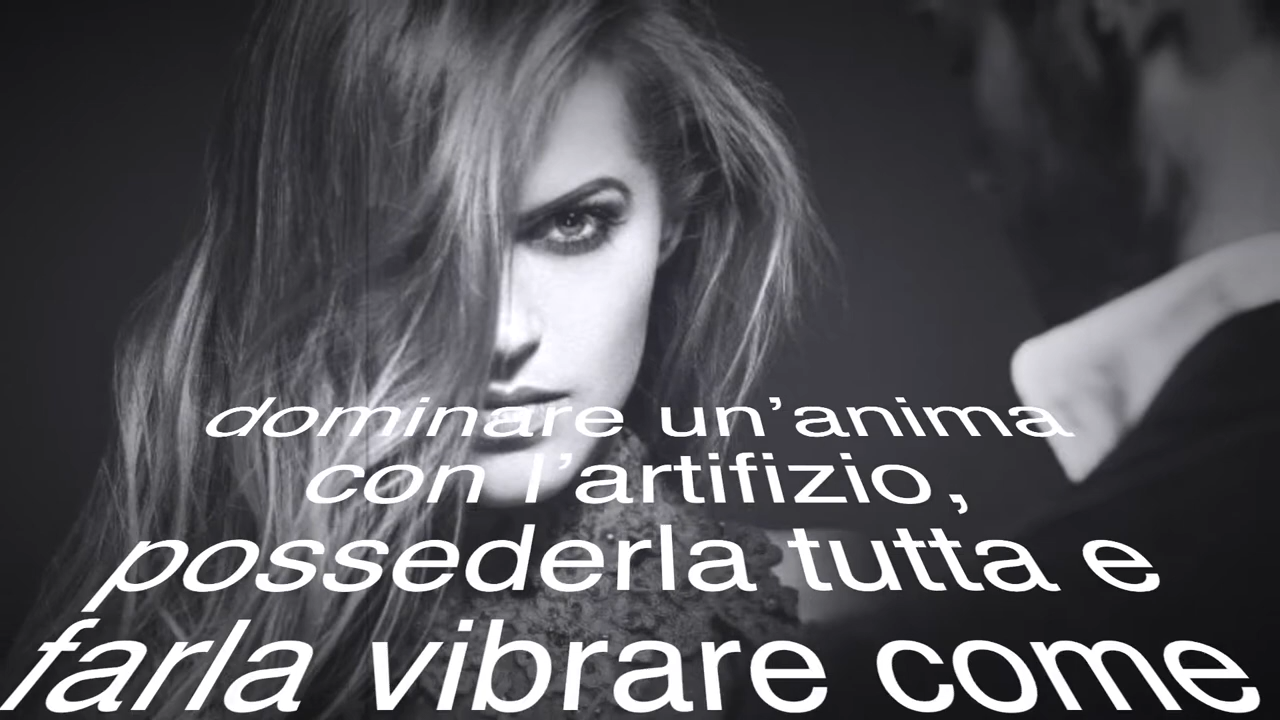 dominare un’anima
con l’artifizio,
possederla tutta e
farla vibrare come